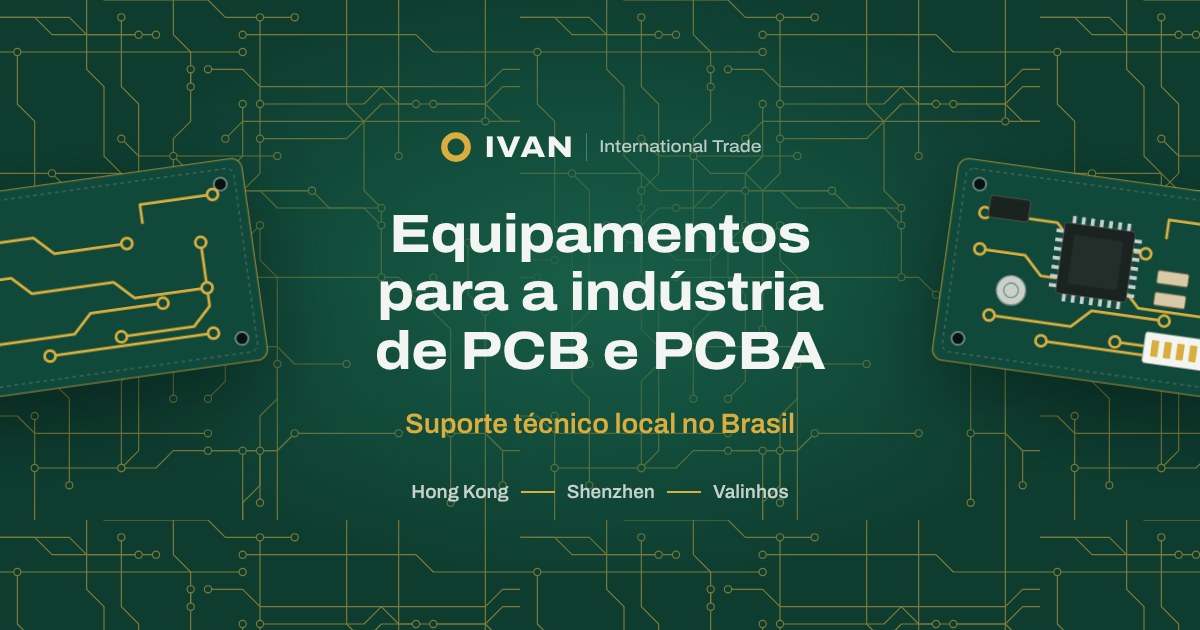 IVAN International Trade
Equipamentos
para a indústria
de PCB e PCBA
Suporte técnico local no Brasil
Hong Kong — Shenzhen — Valinhos